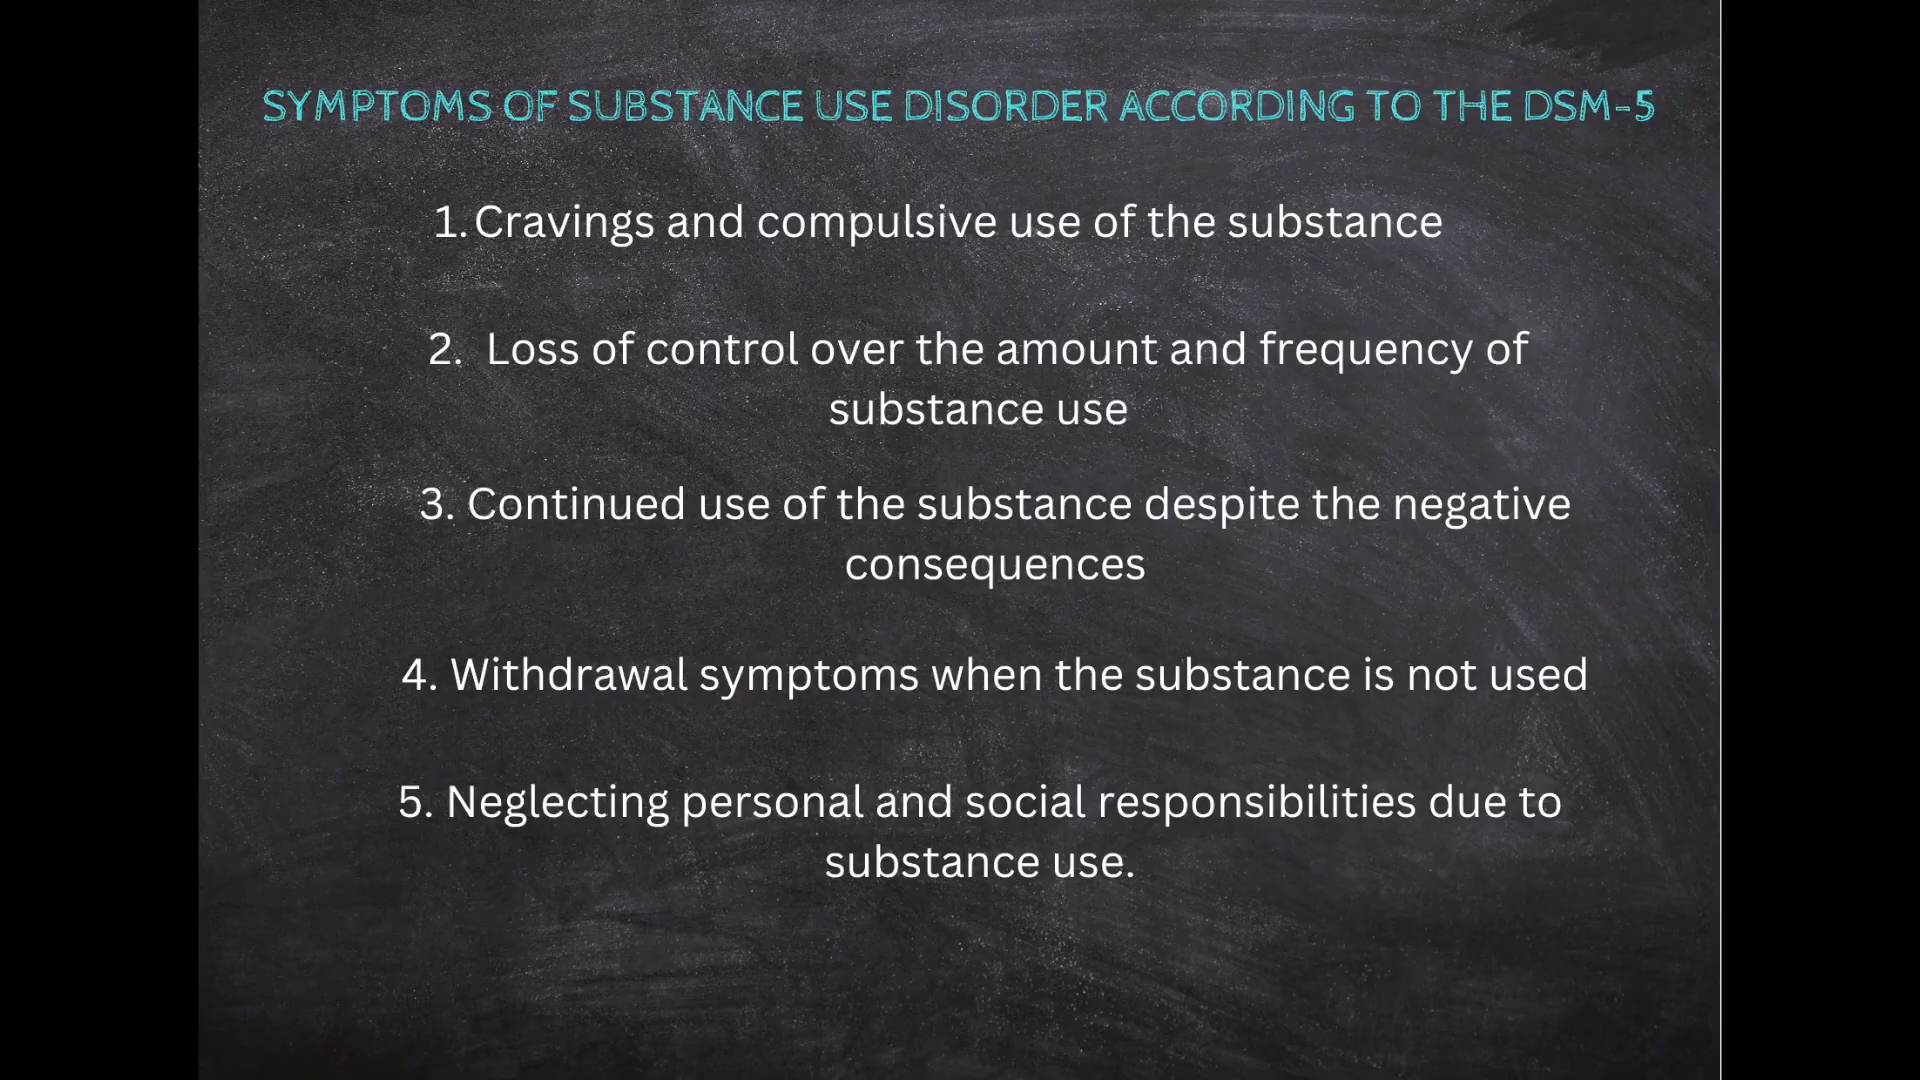 SYMPTOMS OF SUBSTANCE USE DISORDER ACCORDING TO THE DSM-5
1. Cravings and compulsive use of the substance
2. Loss of control over the amount and frequency of
substance use
3. Continued use of the substance despite the negative
consequences
4. Withdrawal symptoms when the substance is not used
5. Neglecting personal and social responsibilities due to
substance use.